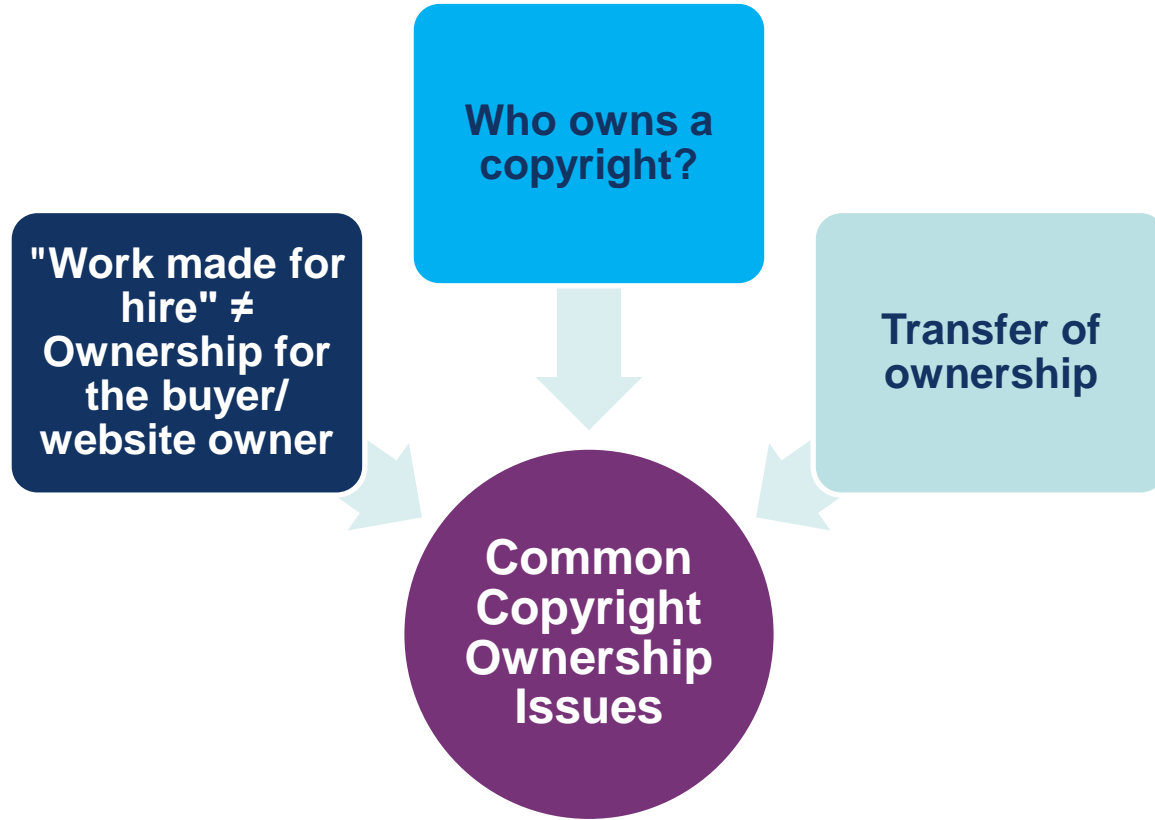 Who owns a
copyright?
"Work made for
hire" ≠
Ownership for
the buyer/
website owner
Transfer of
ownership
Common
Copyright
Ownership
Issues